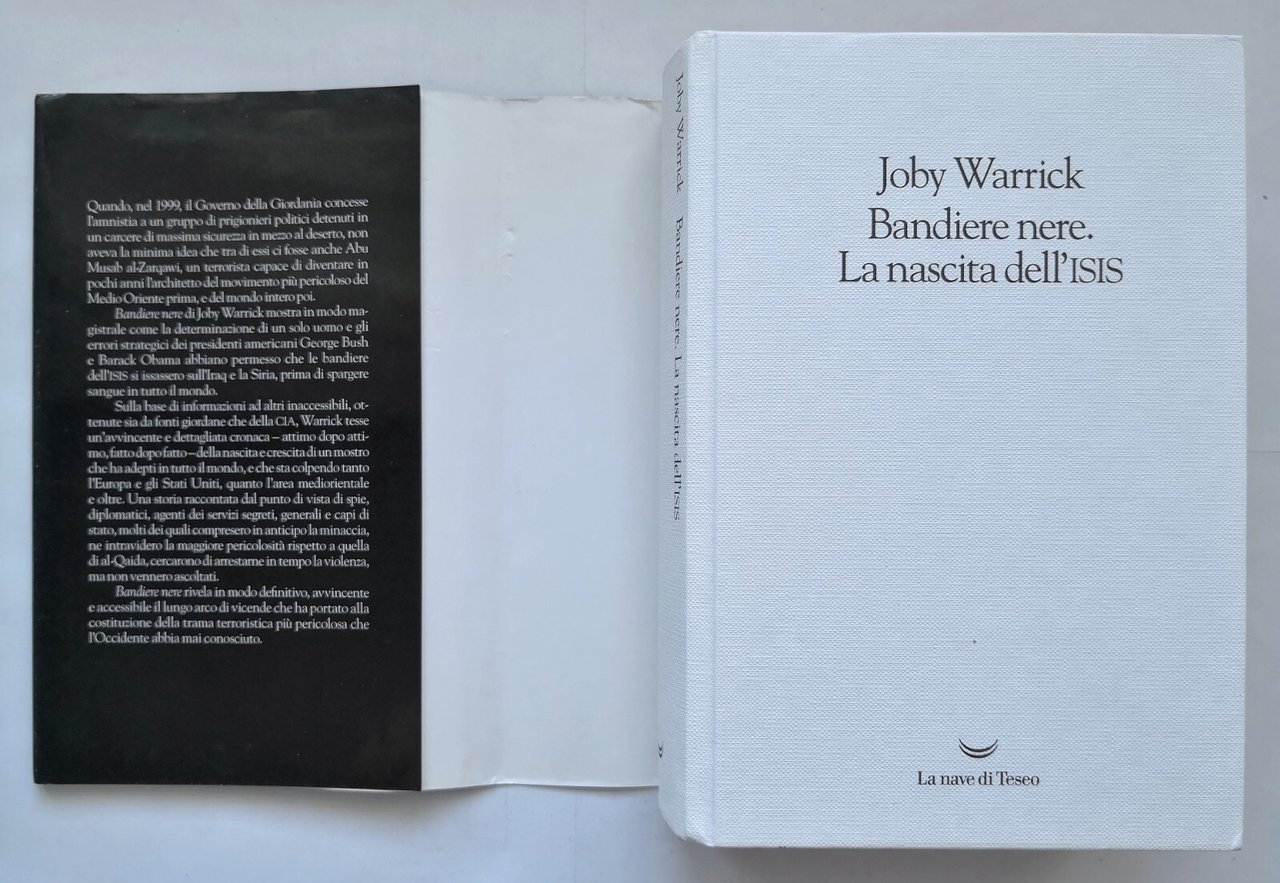 Quando, nel 1999, il Governo della Giordania concesse
l'amnistia a un gruppo di prigionieri politici detenuti in
un carcere di massima sicurezza in mezzo al deserto, non
aveva la minima idea che tra di essi ci fosse anche Abu
Musab al-Zarqawi, un terrorista capace di diventare in
pochi anni l'architetto del movimento più pericoloso del
Medio Oriente prima, e del mondo intero poi.
Bandiere nere di Joby Warrick mostra in modo ma-
gistrale come la determinazione di un solo uomo e gli
errori strategici dei presidenti americani George Bush
e Barack Obama abbiano permesso che le bandiere
dell'ISIS si issassero sull'Iraq e la Siria, prima di spargere
sangue in tutto il mondo.
Sulla base di informazioni ad altri inaccessibili, ot-
tenute sia da fonti giordane che della CIA, Warrick tesse
un'avvincente e dettagliata cronaca – attimo dopo atti-
mo, fatto dopo fatto – della nascita e crescita di un mostro
che ha adepti in tutto il mondo, e che sta colpendo tanto
l'Europa e gli Stati Uniti, quanto l'area mediorientale
e oltre. Una storia raccontata dal punto di vista di spie,
diplomatici, agenti dei servizi segreti, generali e capi di
stato, molti dei quali compresero in anticipo la minaccia,
ne intravidero la maggiore pericolosità rispetto a quella
di al-Qaida, cercarono di arrestarne in tempo la violenza,
ma non vennero ascoltati.
Bandiere nere rivela in modo definitivo, avvincente
e accessibile il lungo arco di vicende che ha portato alla
costituzione della trama terroristica più pericolosa che
l'Occidente abbia mai conosciuto.
Joby Warrick Bandiere nere. La nascita dell'ISIS
Joby Warrick
Bandiere nere.
La nascita dell'ISIS
La nave di Teseo